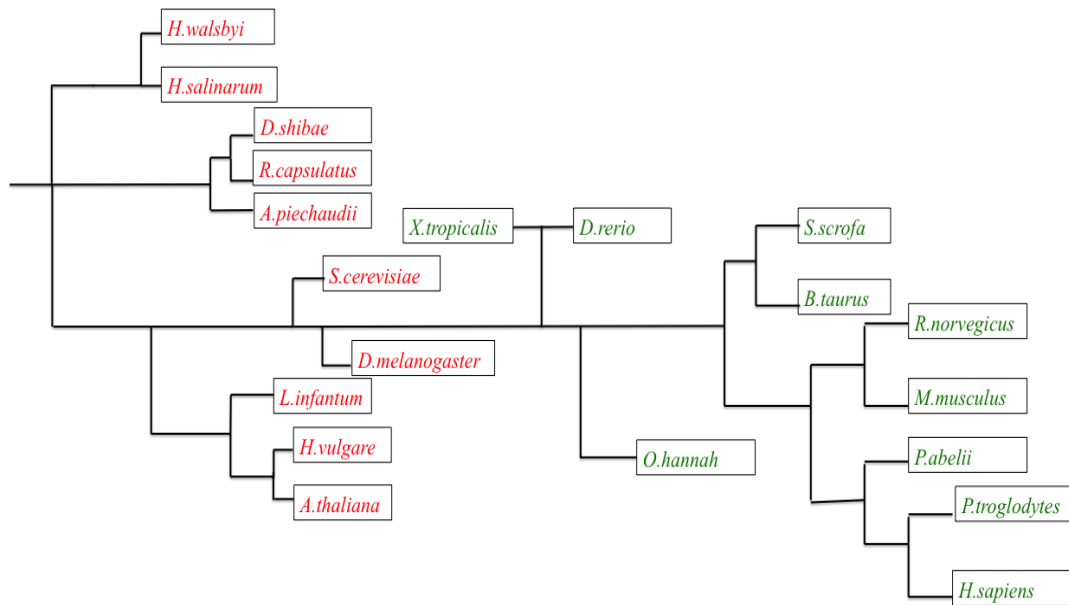 H.walsbyi
H.salinarum
D.shibae
R.capsulatus
A.piechaudii
X.tropicalis
D.rerio
S.scrofa
S.cerevisiae
B.taurus
R.norvegicus
D.melanogaster
L.infantum
M.musculus
H.vulgare
O.hannah
P.abelii
A.thaliana
P.troglodytes
H.sapiens